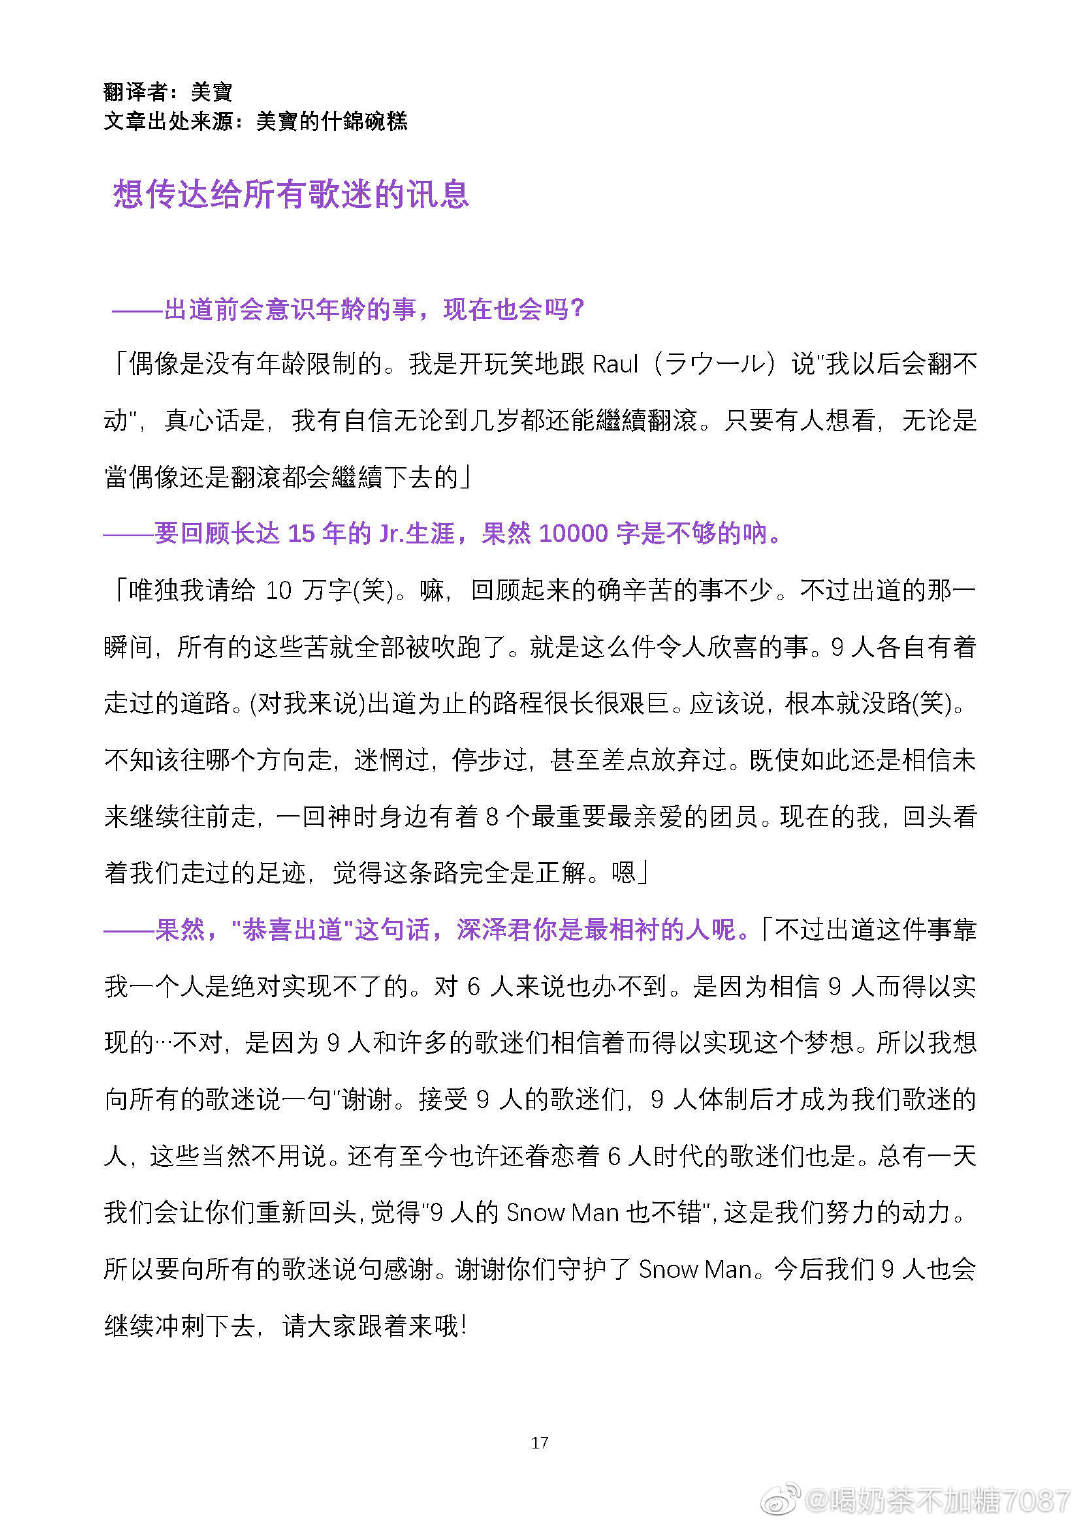 翻译者：美寶
文章出处来源：美寶的什錦碗糕
想传达给所有歌迷的讯息
——出道前会意识年龄的事，现在也会吗？
「偶像是没有年龄限制的。我是开玩笑地跟 Raul（ラウール）说"我以后会翻不
动"，真心话是，我有自信无论到几岁都还能繼續翻滾。只要有人想看，无论是
當偶像还是翻滾都会繼續下去的」
——要回顾长达 15 年的 Jr.生涯，果然 10000 字是不够的吶。
「唯独我请给 10 万字(笑)。嘛，回顾起来的确辛苦的事不少。不过出道的那一
瞬间，所有的这些苦就全部被吹跑了。就是这么件令人欣喜的事。9 人各自有着
走过的道路。(对我来说)出道为止的路程很长很艰巨。应该说，根本就没路(笑)。
不知该往哪个方向走，迷惘过，停步过，甚至差点放弃过。既使如此还是相信未
来继续往前走，一回神时身边有着 8 个最重要最亲爱的团员。现在的我，回头看
着我们走过的足迹，觉得这条路完全是正解。嗯」
——果然，"恭喜出道"这句话，深泽君你是最相衬的人呢。「不过出道这件事靠
我一个人是绝对实现不了的。对 6 人来说也办不到。是因为相信 9 人而得以实
现的…不对，是因为 9 人和许多的歌迷们相信着而得以实现这个梦想。所以我想
向所有的歌迷说一句"谢谢。接受 9 人的歌迷们，9 人体制后才成为我们歌迷的
人，这些当然不用说。还有至今也许还眷恋着 6 人时代的歌迷们也是。总有一天
我们会让你们重新回头,觉得"9 人的 Snow Man 也不错",这是我们努力的动力。
所以要向所有的歌迷说句感谢。谢谢你们守护了 Snow Man。今后我们 9 人也会
继续冲刺下去，请大家跟着来哦!
17
@喝奶茶不加糖7087